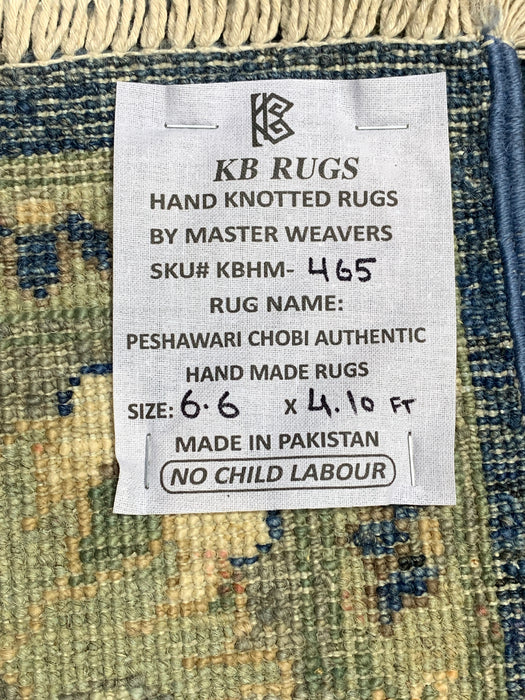 KB RUGS
HAND KNOTTED RUGS
BY MASTER WEAVERS
SKU# KBHM- 465
RUG NAME:
PESHAWARI CHOBI AUTHENTIC
HAND MADE RUGS
SIZE: 6.6 X 4.10 FT
MADE IN PAKISTAN
NO CHILD LABOUR